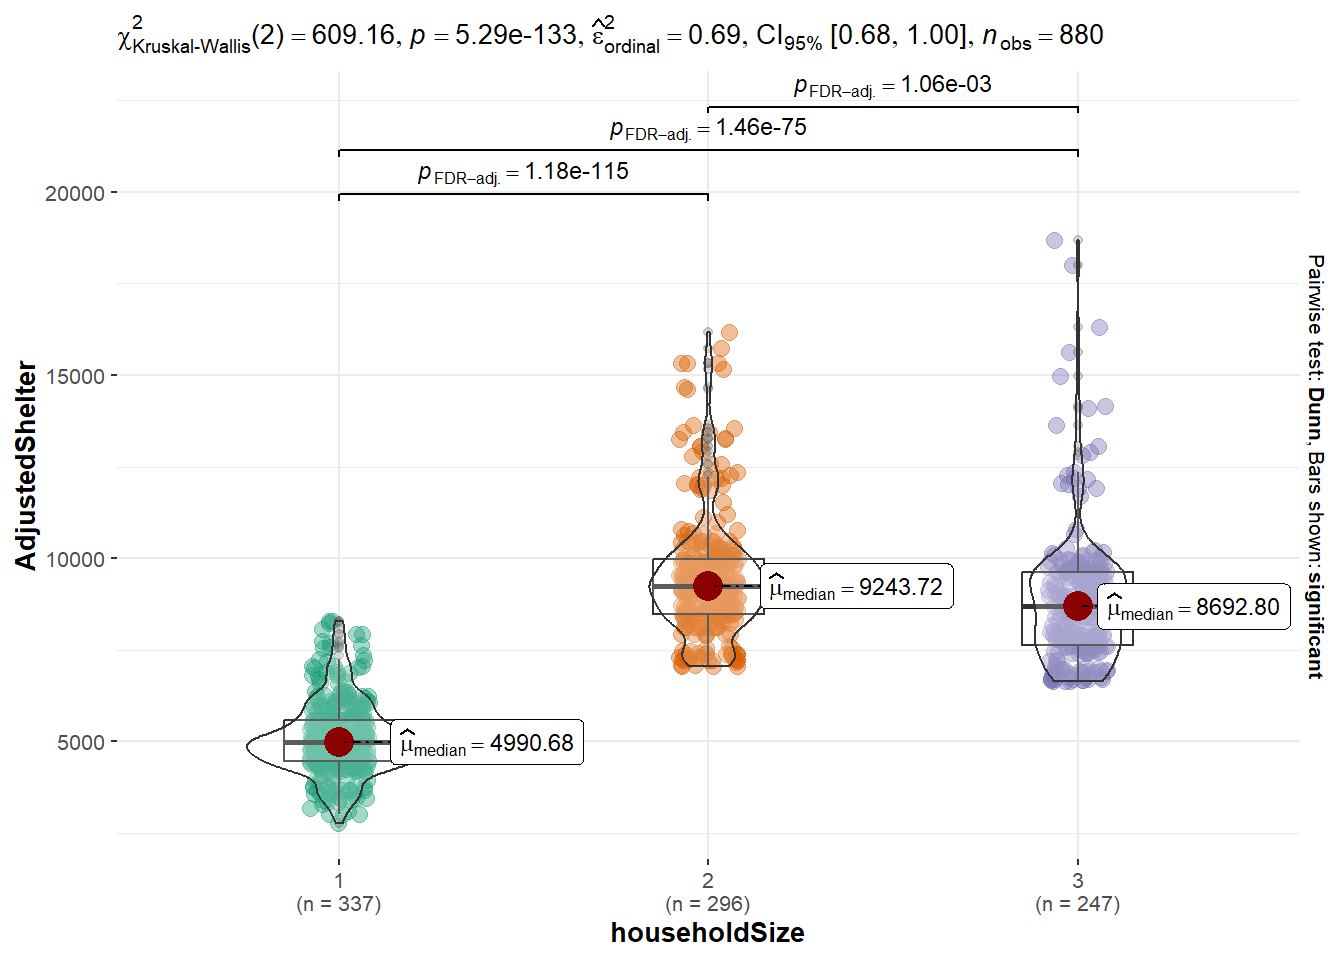 χ²Kruskal-Wallis(2) = 609.16, p = 5.29e-133, ε̂²ordinal = 0.69, CI95% [0.68, 1.00], nobs = 880
pFDR−adj. = 1.06e-03
pFDR−adj. = 1.46e-75
pFDR−adj. = 1.18e-115
20000
15000
10000
5000
AdjustedShelter
μ̂median = 9243.72
μ̂median = 8692.80
μ̂median = 4990.68
Pairwise test: Dunn, Bars shown: significant
1
(n = 337)
2
(n = 296)
3
(n = 247)
householdSize